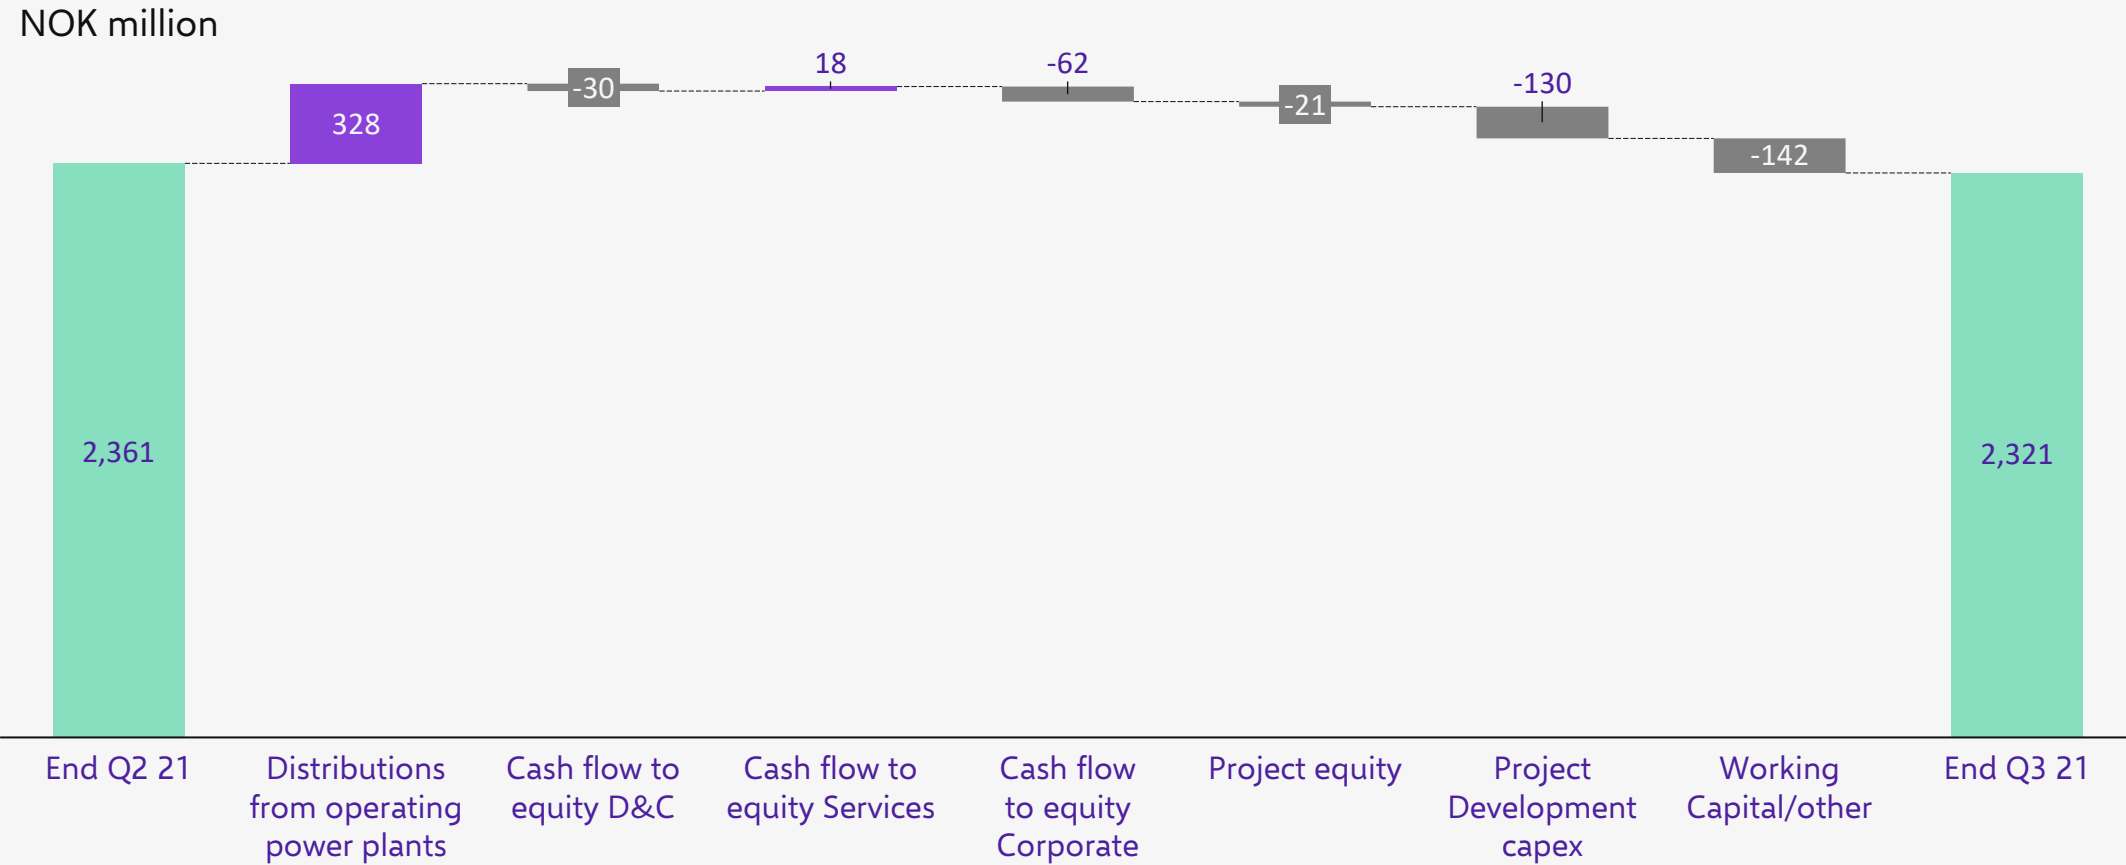 NOK million
2,361
328
-30
18
-62
-21
-130
-142
2,321
End Q2 21
Distributions
from operating
power plants
Cash flow to
equity D&C
Cash flow to
equity Services
Cash flow
to equity
Corporate
Project equity
Project
Development
capex
Working
Capital/other
End Q3 21